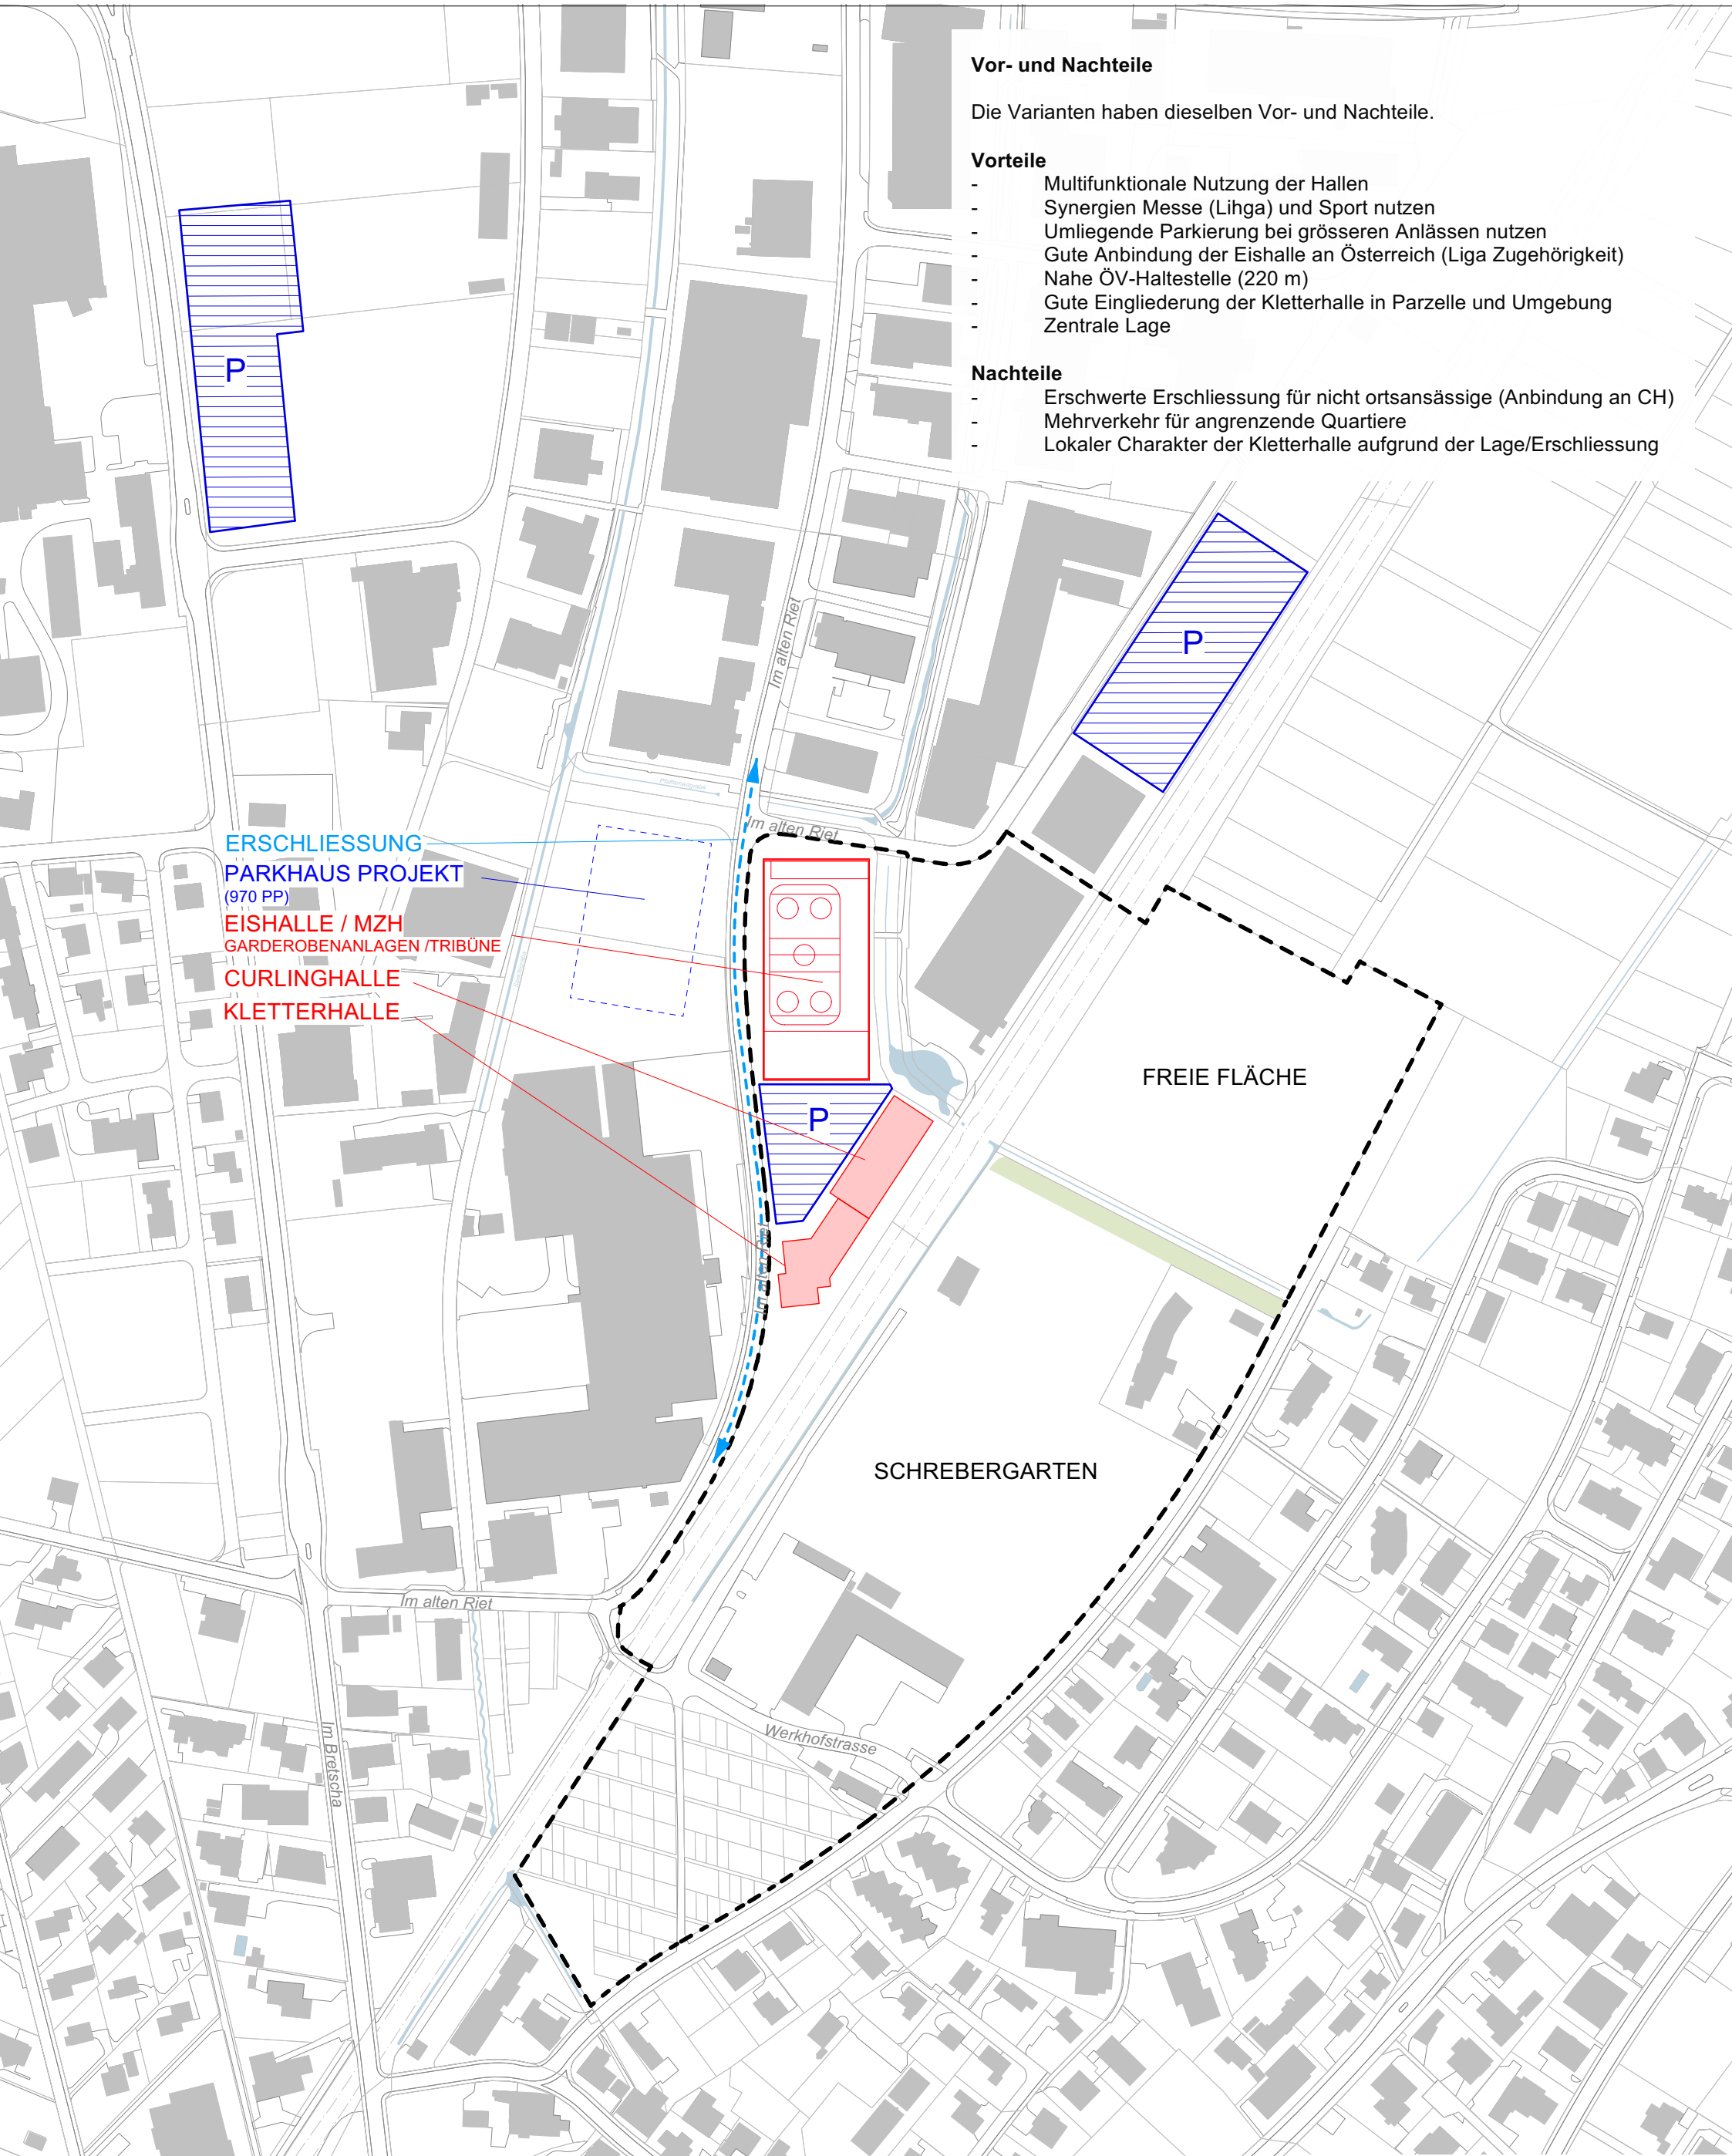 Vor- und Nachteile
Die Varianten haben dieselben Vor- und Nachteile.
Vorteile
- Multifunktionale Nutzung der Hallen
- Synergien Messe (Lihga) und Sport nutzen
- Umliegende Parkierung bei grösseren Anlässen nutzen
- Gute Anbindung der Eishalle an Österreich (Liga Zugehörigkeit)
- Nahe ÖV-Haltestelle (220 m)
- Gute Eingliederung der Kletterhalle in Parzelle und Umgebung
- Zentrale Lage
Nachteile
- Erschwerte Erschliessung für nicht ortsansässige (Anbindung an CH)
- Mehrverkehr für angrenzende Quartiere
- Lokaler Charakter der Kletterhalle aufgrund der Lage/Erschliessung
P
P
Im alten Riet
Im alten Riet
ERSCHLIESSUNG
PARKHAUS PROJEKT
(970 PP)
EISHALLE / MZH
GARDEROBENANLAGEN /TRIBÜNE
CURLINGHALLE
KLETTERHALLE
FREIE FLÄCHE
P
Im alten Riet
SCHREBERGARTEN
Im alten Riet
Werkhofstrasse
Im Bretscha